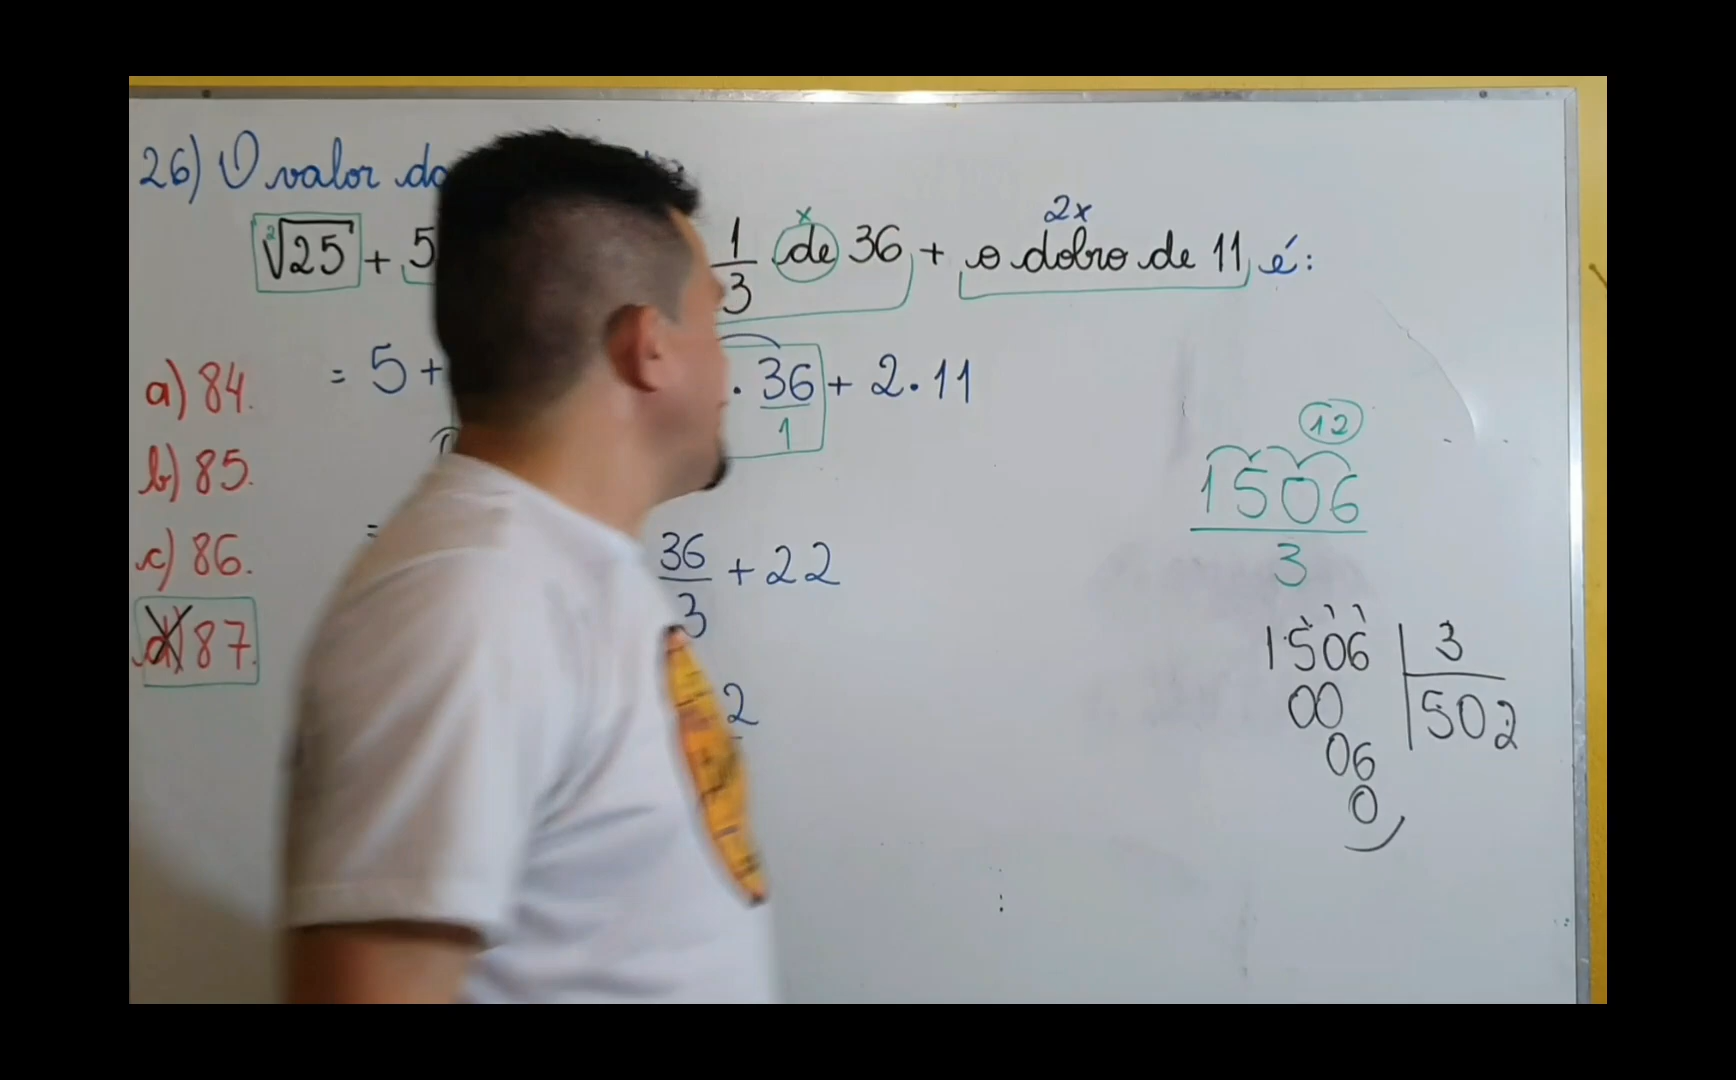 26) O valor da
²√25 + 5 1/3 de 36 + o dobro de 11 é:
x
2x
= 5 + . 36/1 + 2 . 11
a) 84.
b) 85.
c) 86.
d) 87.
=
36/3 + 22
2
12
1506
3
1506 | 3
00 502
06
0